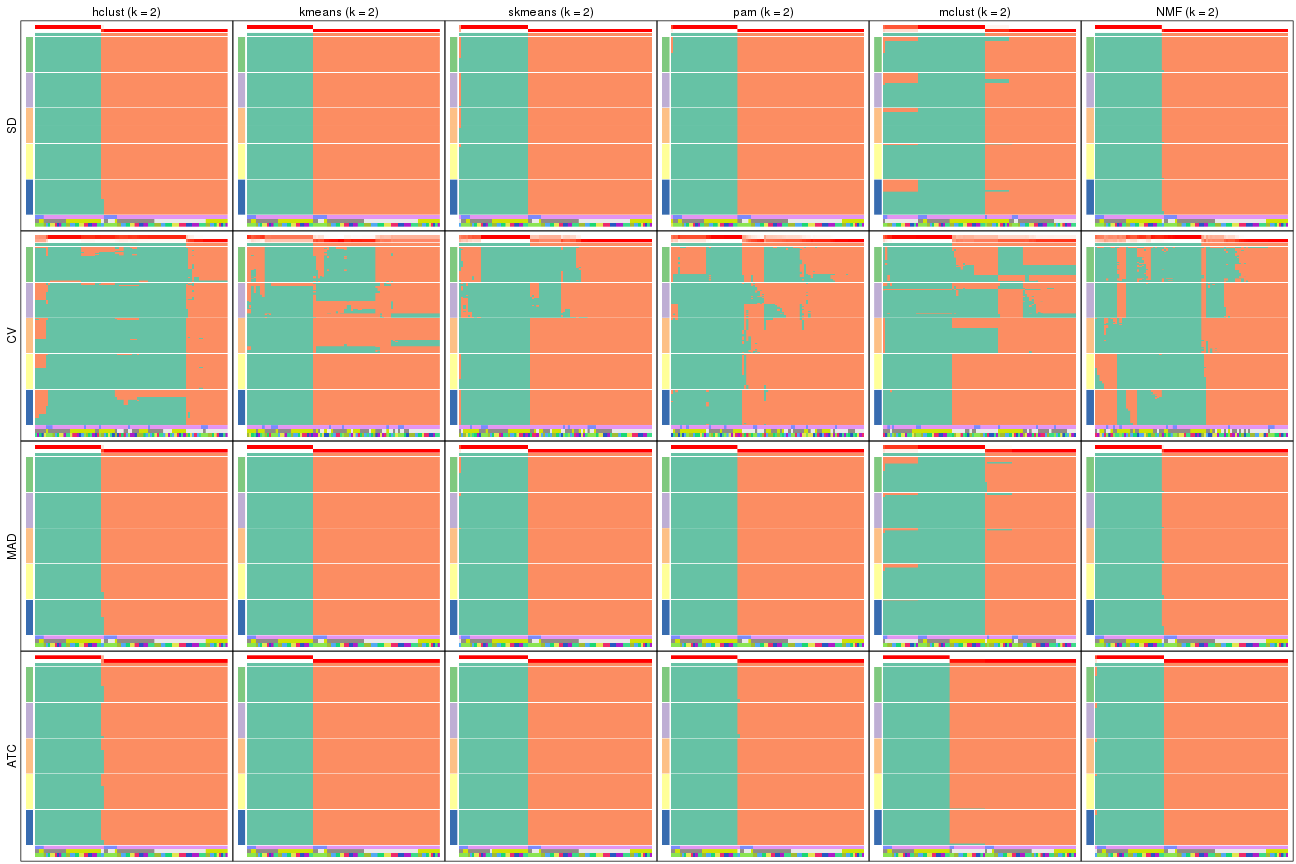 hclust (k = 2) kmeans (k = 2) skmeans (k = 2) pam (k = 2) mclust (k = 2) NMF (k = 2)
SD
CV
MAD
ATC